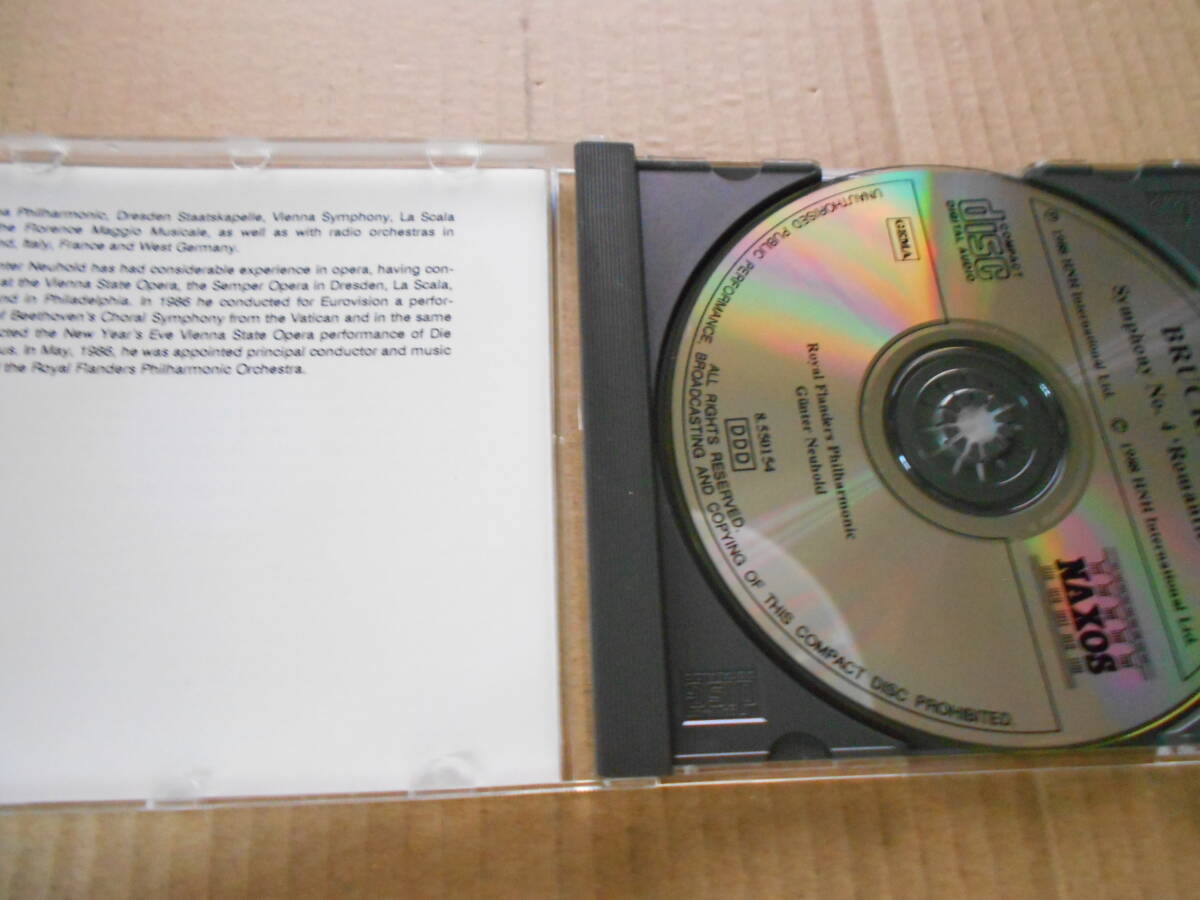 na Philharmonic, Dresden Staatskapelle, Vienna Symphony, La Scala
he Florence Maggio Musicale, as well as with radio orchestras in
nd, Italy, France and West Germany.
nter Neuhold has had considerable experience in opera, having con-
at the Vienna State Opera, the Semper Opera in Dresden, La Scala,
nd in Philadelphia. In 1986 he conducted for Eurovision a perfor-
of Beethoven's Choral Symphony from the Vatican and in the same
cted the New Year's Eve Vienna State Opera performance of Die
us. In May, 1986, he was appointed principal conductor and music
the Royal Flanders Philharmonic Orchestra.
BRUCK
Symphony No. 4 'Romantic
℗ 1988 HNH International Ltd.
© 1988 HNH International Ltd.
COMPACT
disc
DIGITAL AUDIO
GEMA
NAXOS
Royal Flanders Philharmonic
Günter Neuhold
8.550154
DDD
UNAUTHORISED PUBLIC PERFORMANCE, BROADCASTING AND COPYING OF THIS COMPACT DISC PROHIBITED.
ALL RIGHTS RESERVED.